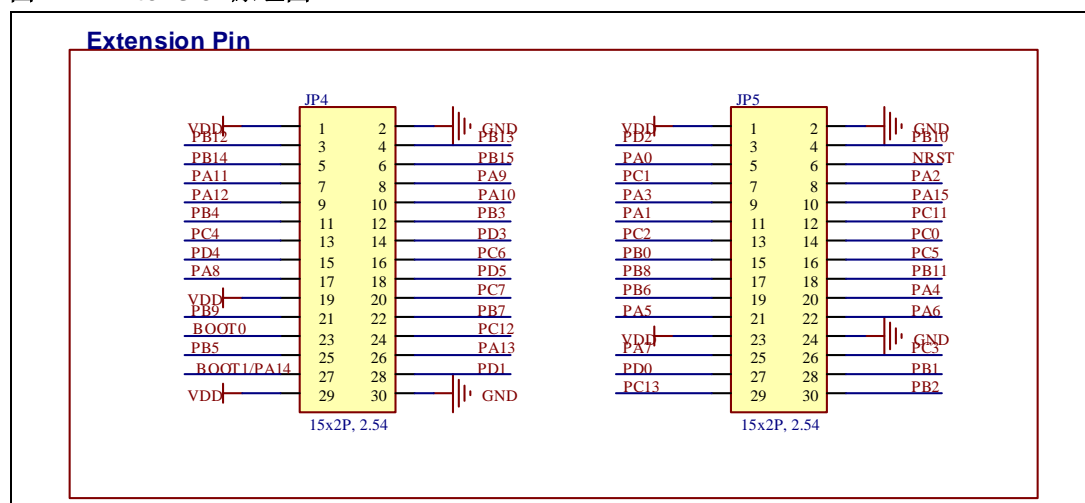 Extension Pin
JP4
VDD 1 2 GND
PB12 3 4 PB13
PB14 5 6 PB15
PA11 7 8 PA9
PA12 9 10 PA10
PB4 11 12 PB3
PC4 13 14 PD3
PD4 15 16 PC6
PA8 17 18 PD5
VDD 19 20 PC7
PB9 21 22 PB7
BOOT0 23 24 PC12
PB5 25 26 PA13
BOOT1/PA14 27 28 PD1
VDD 29 30 GND
15x2P, 2.54
JP5
VDD 1 2 GND
PD2 3 4 PB10
PA0 5 6 NRST
PC1 7 8 PA2
PA3 9 10 PA15
PA1 11 12 PC11
PC2 13 14 PC0
PB0 15 16 PC5
PB8 17 18 PB11
PB6 19 20 PA4
PA5 21 22 PA6
VDD 23 24 GND
PA7 25 26 PC3
PD0 27 28 PB1
PC13 29 30 PB2
15x2P, 2.54